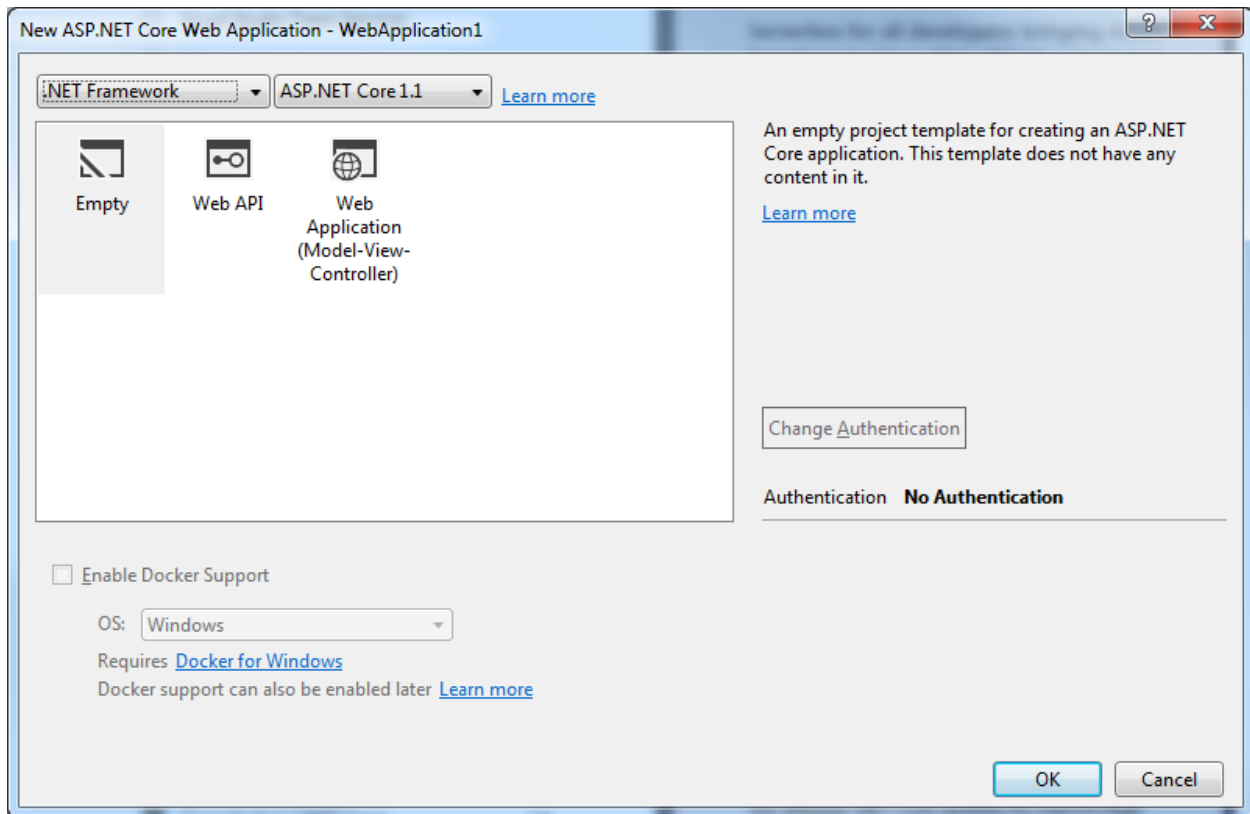 New ASP.NET Core Web Application - WebApplication1
?
X
.NET Framework
ASP.NET Core 1.1
Learn more
Empty
Web API
Web
Application
(Model-View-
Controller)
An empty project template for creating an ASP.NET
Core application. This template does not have any
content in it.
Learn more
Change Authentication
Authentication No Authentication
Enable Docker Support
OS: Windows
Requires Docker for Windows
Docker support can also be enabled later Learn more
OK
Cancel